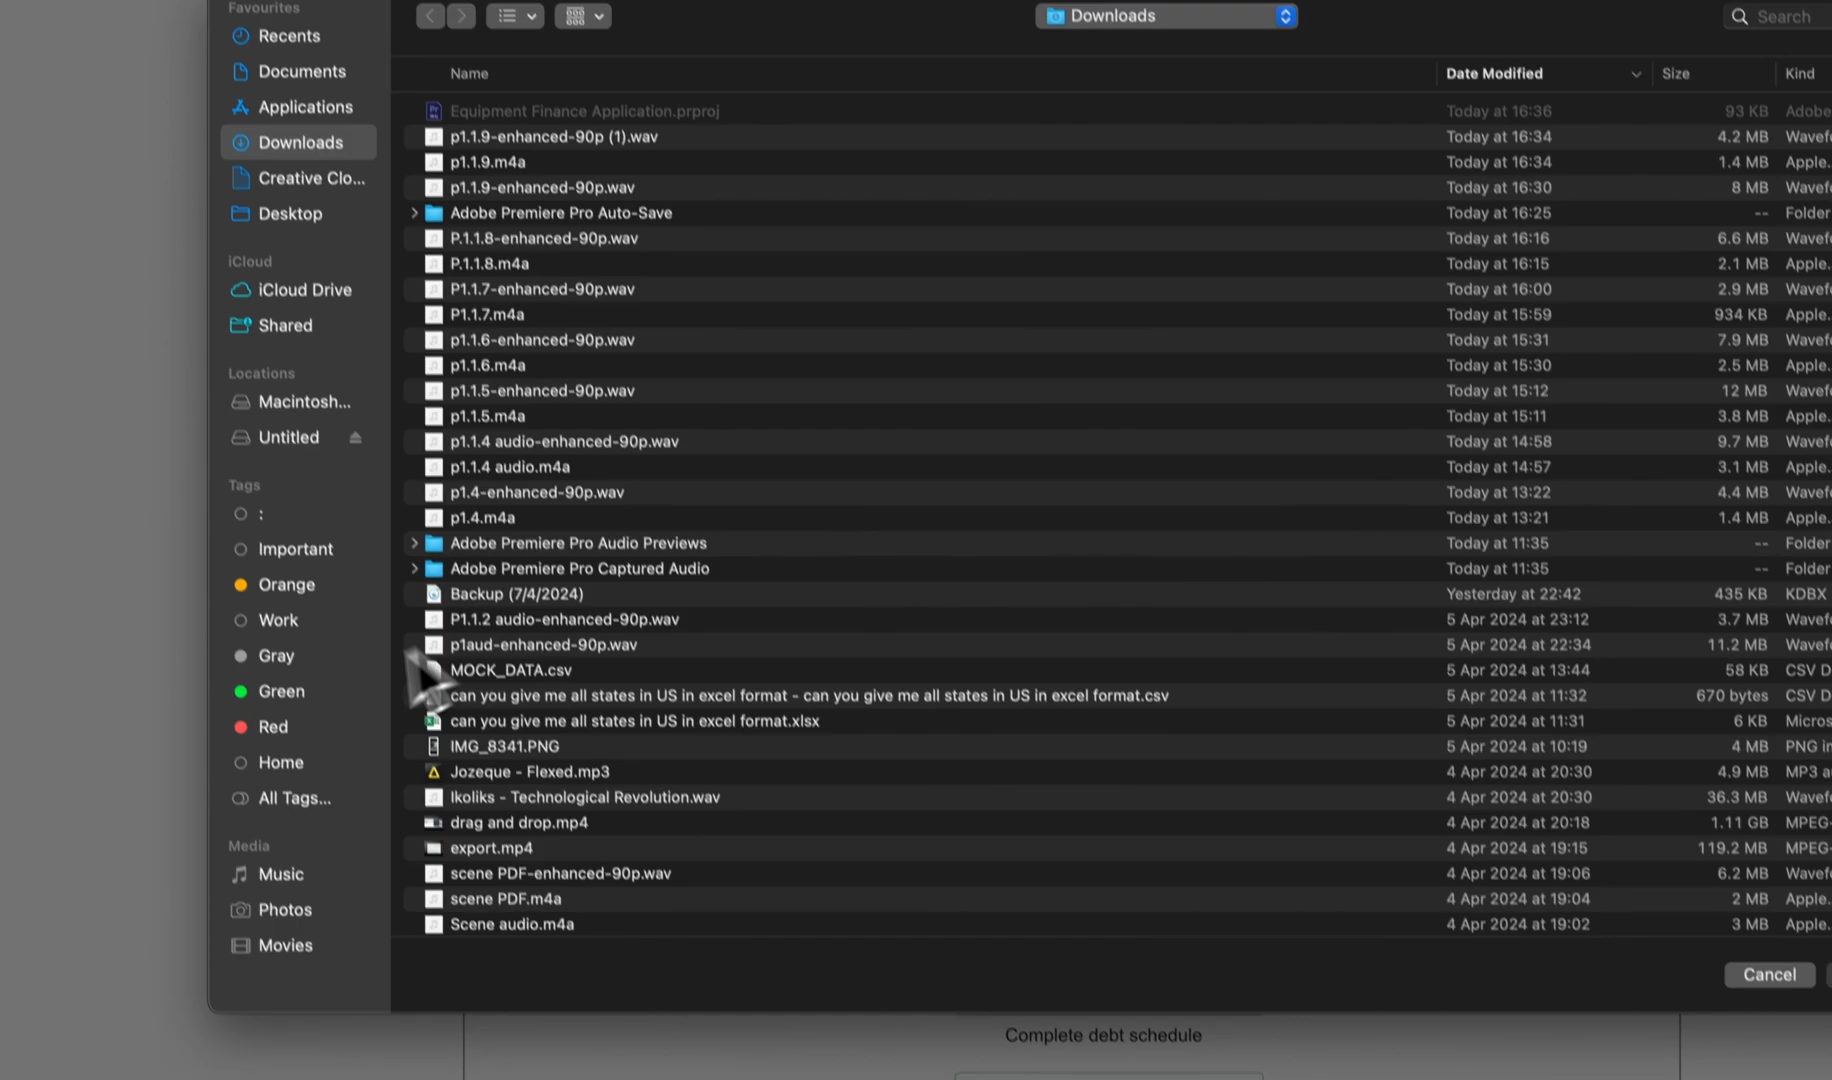 Favourites
Recents
Documents
Applications
Downloads
Creative Clo...
Desktop
iCloud
iCloud Drive
Shared
Locations
Macintosh...
Untitled
Tags
:
Important
Orange
Work
Gray
Green
Red
Home
All Tags...
Media
Music
Photos
Movies
Downloads
Search
Name Date Modified Size Kind
Equipment Finance Application.prproj Today at 16:36 93 KB Adobe
p1.1.9-enhanced-90p (1).wav Today at 16:34 4.2 MB Wavef
p1.1.9.m4a Today at 16:34 1.4 MB Apple.
p1.1.9-enhanced-90p.wav Today at 16:30 8 MB Wavef
Adobe Premiere Pro Auto-Save Today at 16:25 -- Folder
P.1.1.8-enhanced-90p.wav Today at 16:16 6.6 MB Wavef
P.1.1.8.m4a Today at 16:15 2.1 MB Apple.
P1.1.7-enhanced-90p.wav Today at 16:00 2.9 MB Wavef
P1.1.7.m4a Today at 15:59 934 KB Apple.
p1.1.6-enhanced-90p.wav Today at 15:31 7.9 MB Wavef
p1.1.6.m4a Today at 15:30 2.5 MB Apple.
p1.1.5-enhanced-90p.wav Today at 15:12 12 MB Wavef
p1.1.5.m4a Today at 15:11 3.8 MB Apple.
p1.1.4 audio-enhanced-90p.wav Today at 14:58 9.7 MB Wavef
p1.1.4 audio.m4a Today at 14:57 3.1 MB Apple.
p1.4-enhanced-90p.wav Today at 13:22 4.4 MB Wavef
p1.4.m4a Today at 13:21 1.4 MB Apple.
Adobe Premiere Pro Audio Previews Today at 11:35 -- Folder
Adobe Premiere Pro Captured Audio Today at 11:35 -- Folder
Backup (7/4/2024) Yesterday at 22:42 435 KB KDBX
P1.1.2 audio-enhanced-90p.wav 5 Apr 2024 at 23:12 3.7 MB Wavef
p1aud-enhanced-90p.wav 5 Apr 2024 at 22:34 11.2 MB Wavef
MOCK_DATA.csv 5 Apr 2024 at 13:44 58 KB CSV D
can you give me all states in US in excel format - can you give me all states in US in excel format.csv 5 Apr 2024 at 11:32 670 bytes CSV D
can you give me all states in US in excel format.xlsx 5 Apr 2024 at 11:31 6 KB Micros
IMG_8341.PNG 5 Apr 2024 at 10:19 4 MB PNG in
Jozeque - Flexed.mp3 4 Apr 2024 at 20:30 4.9 MB MP3 a
Ikoliks - Technological Revolution.wav 4 Apr 2024 at 20:30 36.3 MB Wavef
drag and drop.mp4 4 Apr 2024 at 20:18 1.11 GB MPEG-
export.mp4 4 Apr 2024 at 19:15 119.2 MB MPEG-
scene PDF-enhanced-90p.wav 4 Apr 2024 at 19:06 6.2 MB Wavef
scene PDF.m4a 4 Apr 2024 at 19:04 2 MB Apple.
Scene audio.m4a 4 Apr 2024 at 19:02 3 MB Apple.
Cancel
Complete debt schedule